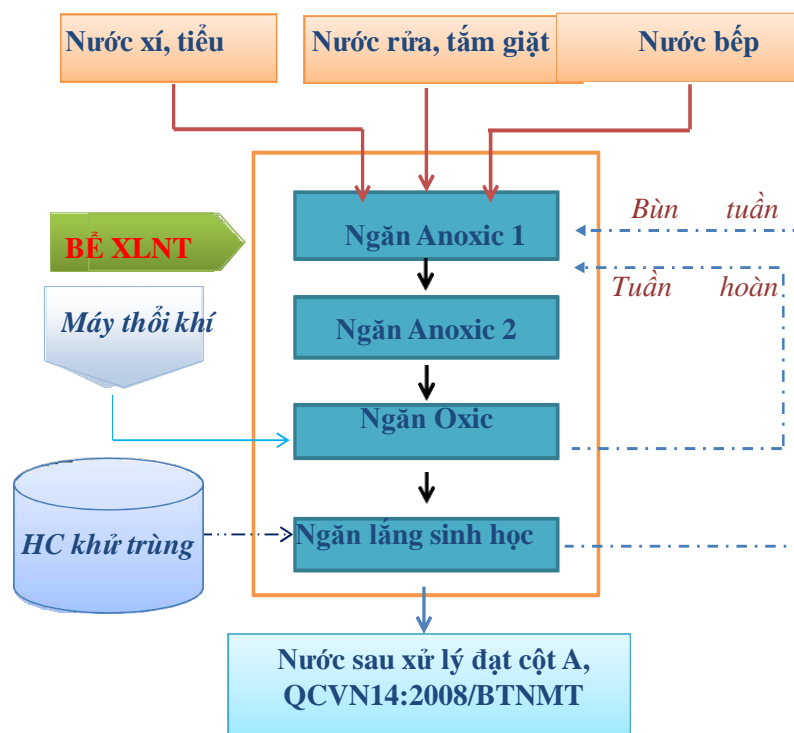 Nước xí, tiểu
Nước rửa, tắm giặt
Nước bếp
Bùn tuần
Ngăn Anoxic 1
BỂ XLNT
Tuần hoàn
Máy thổi khí
Ngăn Anoxic 2
Ngăn Oxic
HC khử trùng
Ngăn lắng sinh học
Nước sau xử lý đạt cột A,
QCVN14:2008/BTNMT